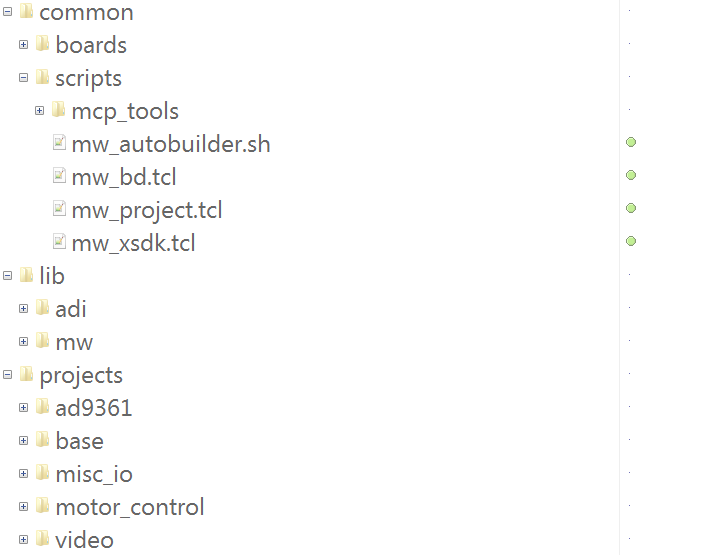 common
boards
scripts
mcp_tools
mw_autobuilder.sh
mw_bd.tcl
mw_project.tcl
mw_xsdk.tcl
lib
adi
mw
projects
ad9361
base
misc_io
motor_control
video